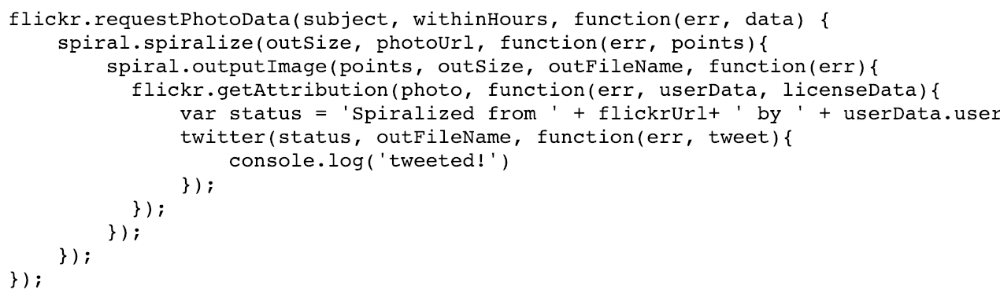 flickr.requestPhotoData(subject, withinHours, function(err, data) {
    spiral.spiralize(outSize, photoUrl, function(err, points){
        spiral.outputImage(points, outSize, outFileName, function(err){
          flickr.getAttribution(photo, function(err, userData, licenseData){
              var status = 'Spiralized from ' + flickrUrl+ ' by ' + userData.user
              twitter(status, outFileName, function(err, tweet){
                  console.log('tweeted!')
              });
          });
        });
    });
});